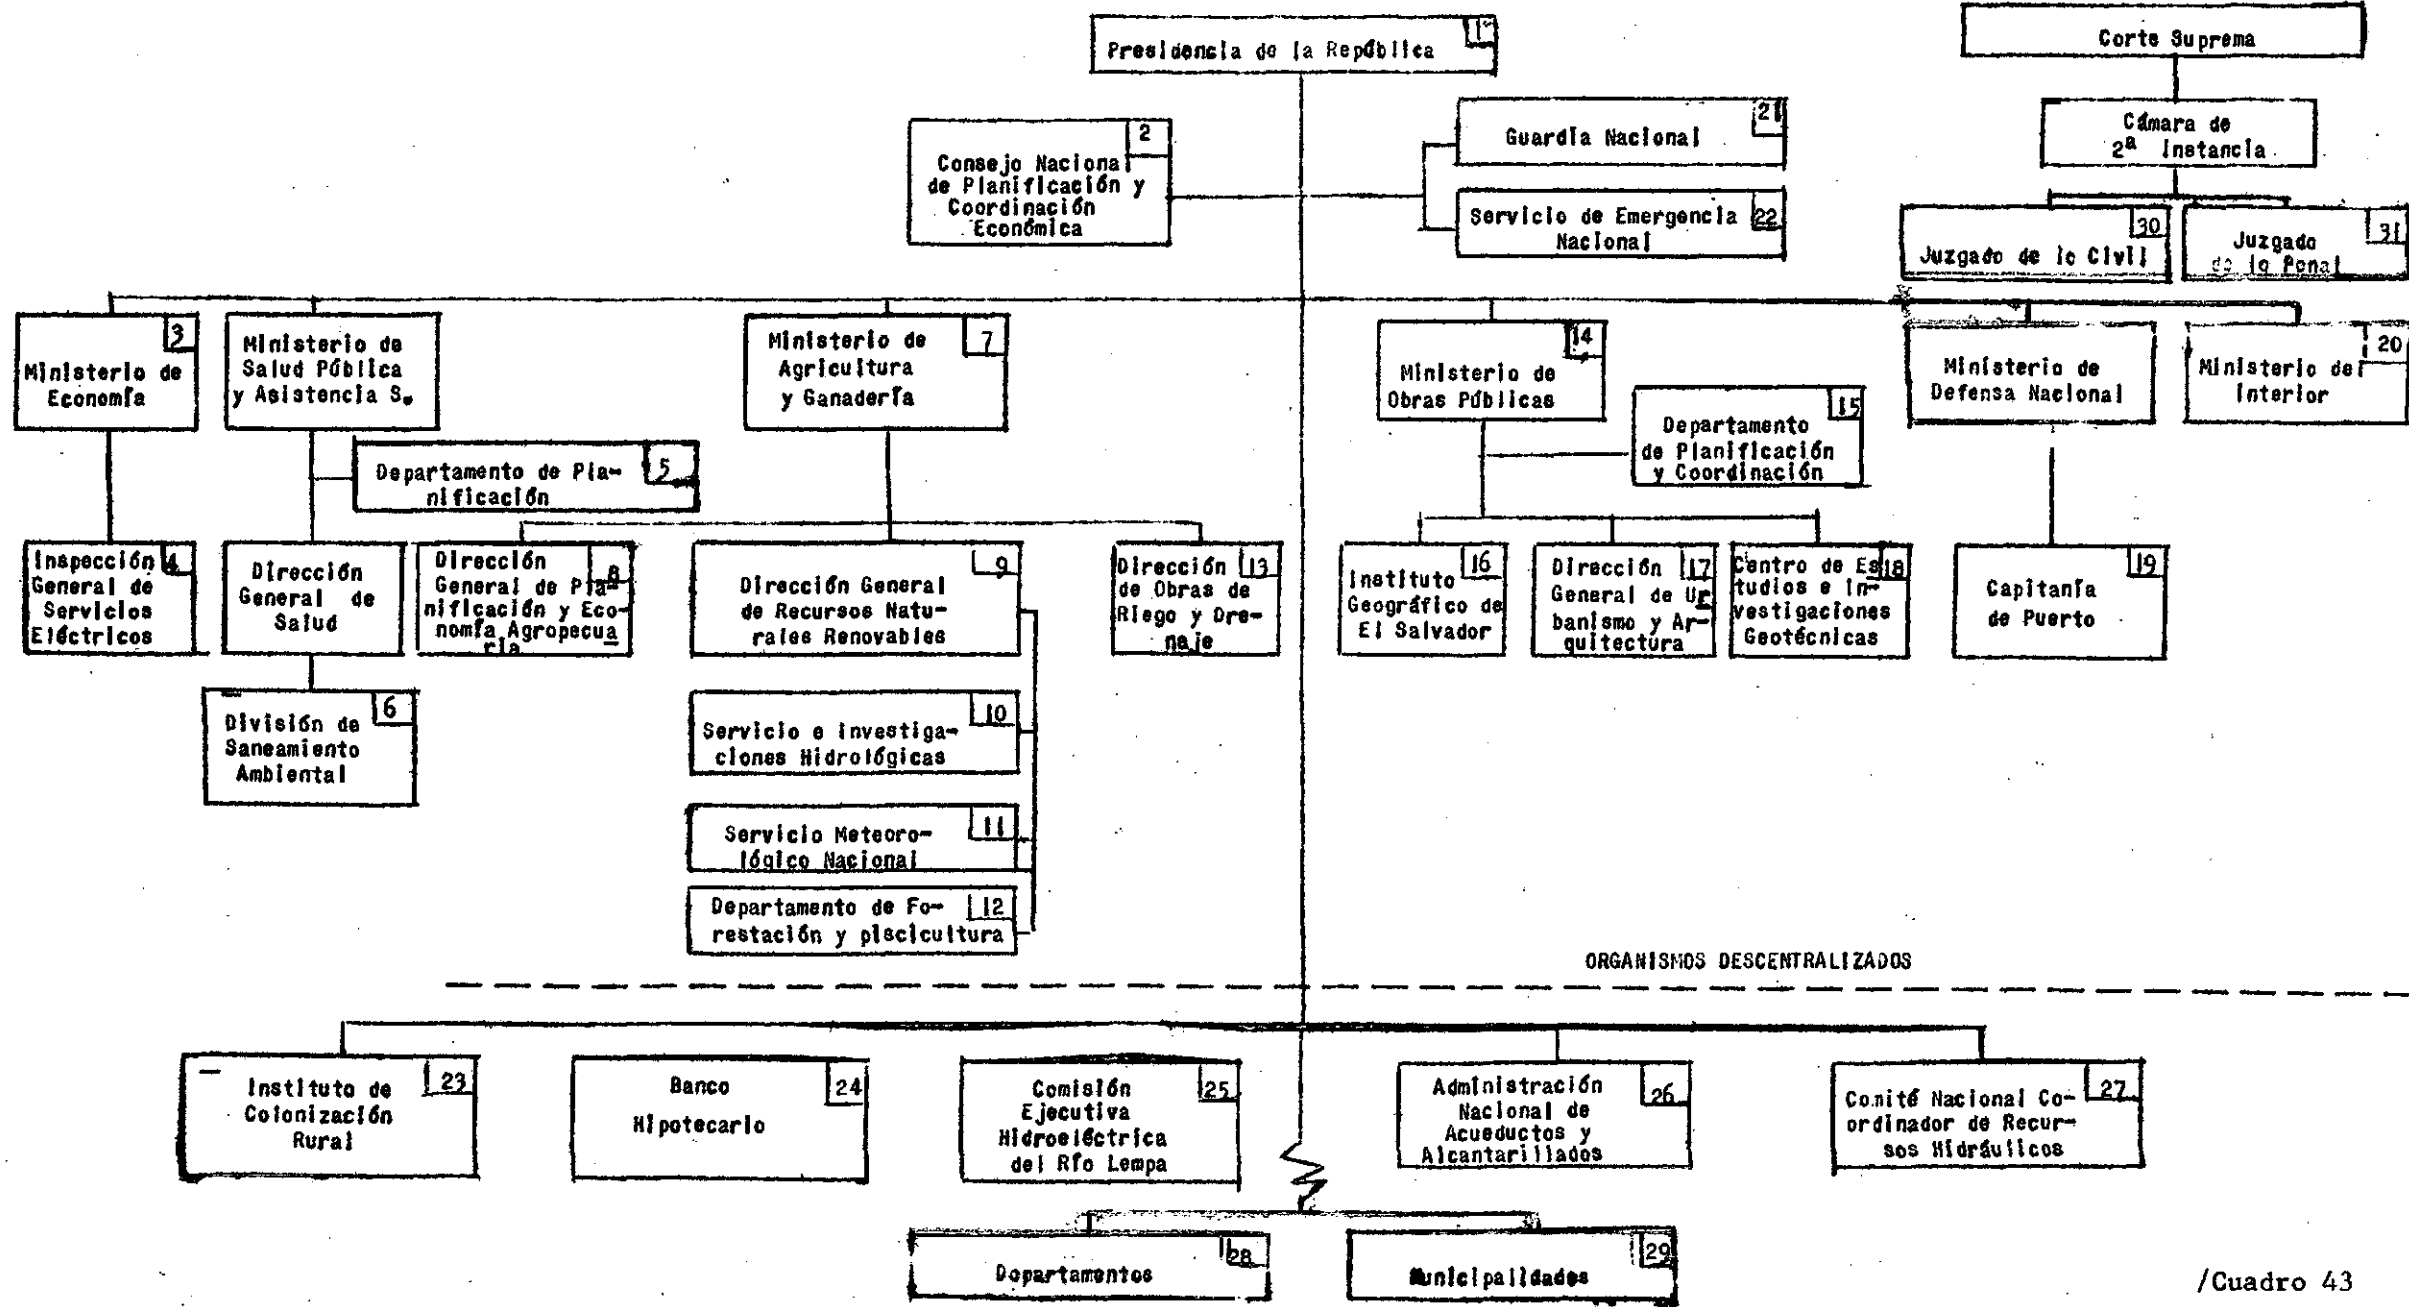 Presidencia de la República
1
Corte Suprema
Cámara de
2ª Instancia
2
Consejo Nacional
de Planificación y
Coordinación
Económica
21
Guardia Nacional
Servicio de Emergencia
Nacional
22
30
Juzgado de lo Civil
31
Juzgado
de lo Penal
3
Ministerio de
Economía
Ministerio de
Salud Pública
y Asistencia S.
7
Ministerio de
Agricultura
y Ganadería
14
Ministerio de
Obras Públicas
15
Departamento
de Planificación
y Coordinación
Ministerio de
Defensa Nacional
20
Ministerio del
Interior
5
Departamento de Pla-
nificación
4
Inspección
General de
Servicios
Eléctricos
Dirección
General de
Salud
8
Dirección
General de Pla-
nificación y Eco-
nomía Agropecua
ria
9
Dirección General
de Recursos Natu-
rales Renovables
13
Dirección
de Obras de
Riego y Dre-
naje
16
Instituto
Geográfico de
El Salvador
17
Dirección
General de Ur
banismo y Ar-
quitectura
18
Centro de Es
tudios e In-
vestigaciones
Geotécnicas
19
Capitanía
de Puerto
6
División de
Saneamiento
Ambiental
10
Servicio e Investiga-
ciones Hidrológicas
11
Servicio Meteoro-
lógico Nacional
12
Departamento de Fo-
restación y piscicultura
ORGANISMOS DESCENTRALIZADOS
23
Instituto de
Colonización
Rural
24
Banco
Hipotecario
25
Comisión
Ejecutiva
Hidroeléctrica
del Río Lempa
26
Administración
Nacional de
Acueductos y
Alcantarillados
27
Comité Nacional Co-
ordinador de Recur-
sos Hidráulicos
28
Departamentos
29
Municipalidades
/Cuadro 43